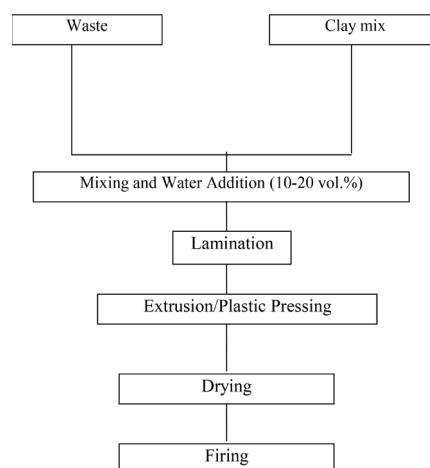 Waste
Clay mix
Mixing and Water Addition (10-20 vol.%)
Lamination
Extrusion/Plastic Pressing
Drying
Firing